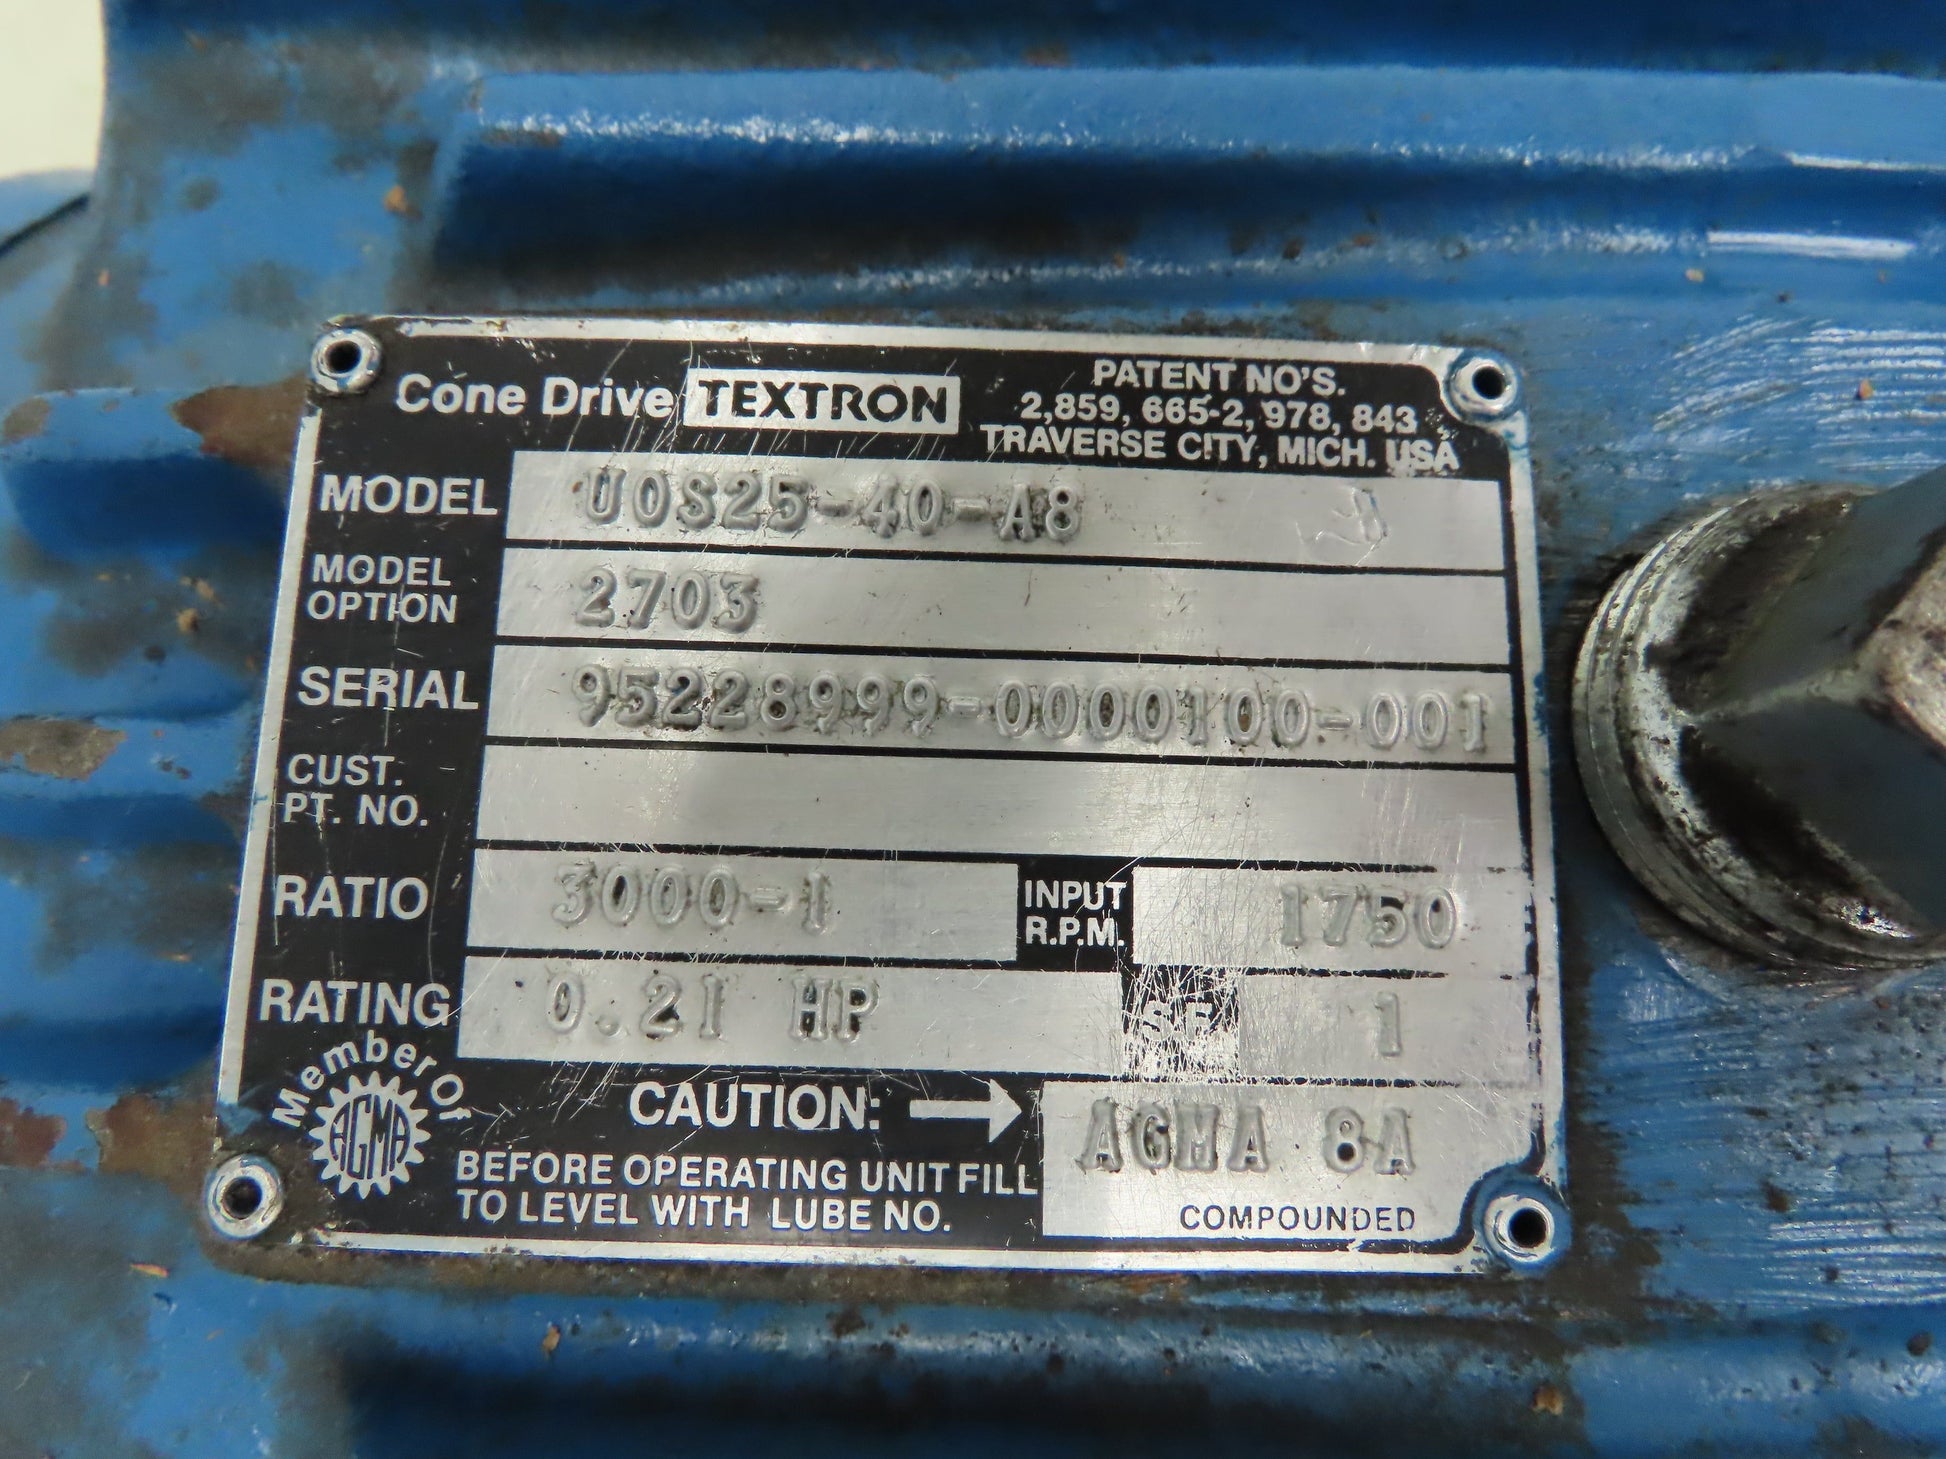 Cone Drive TEXTRON
PATENT NO'S.
2,859, 665-2, 978, 843
TRAVERSE CITY, MICH. USA
MODEL UOS25-40-A8
MODEL OPTION 2703
SERIAL 95228999-0000100-001
CUST. PT. NO.
RATIO 3000-1 INPUT R.P.M. 1750
RATING 0.21 HP S.F. 1
Member Of AGMA
CAUTION:
BEFORE OPERATING UNIT FILL
TO LEVEL WITH LUBE NO.
AGMA 8A
COMPOUNDED